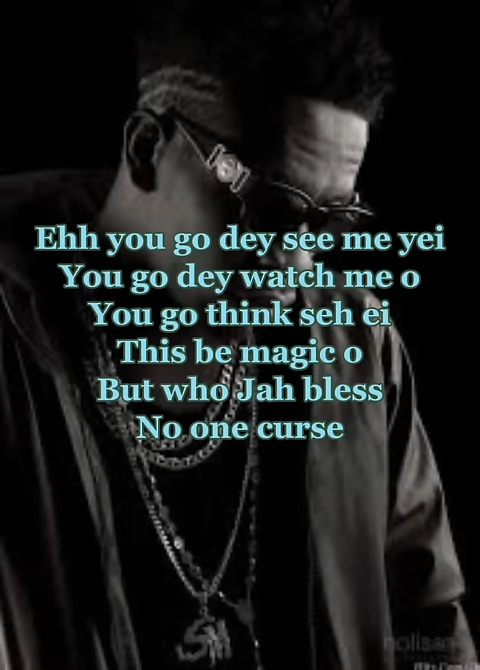 Ehh you go dey see me yei
You go dey watch me o
You go think seh ei
This be magic o
But who Jah bless
No one curse
SM